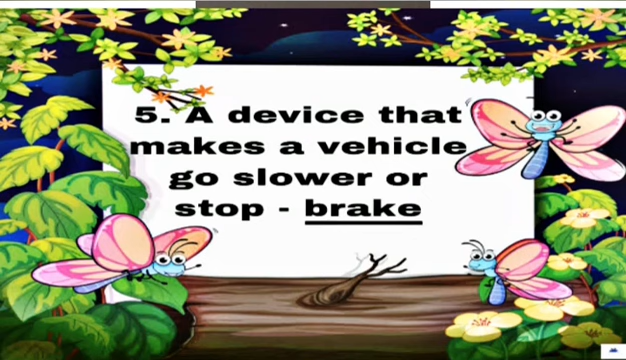 5. A device that
makes a vehicle
go slower or
stop - brake